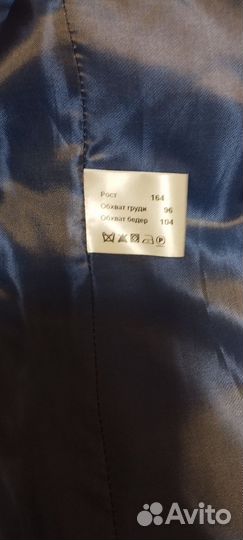 Рост 164
Обхват груди 96
Обхват бедер 104
Avito